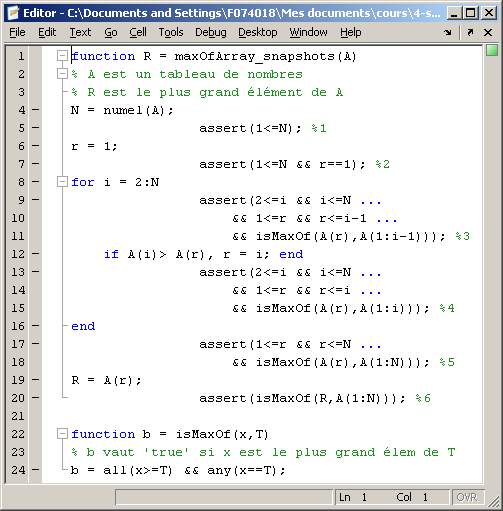 Editor - C:\Documents and Settings\F074018\Mes documents\cours\4-s...
File Edit Text Go Cell Tools Debug Desktop Window Help
1 function R = maxOfArray_snapshots(A)
2 % A est un tableau de nombres
3 % R est le plus grand élément de A
4 N = numel(A);
5 assert(1<=N); %1
6 r = 1;
7 assert(1<=N && r==1); %2
8 for i = 2:N
9 assert(2<=i && i<=N ...
10 && 1<=r && r<=i-1 ...
11 && isMaxOf(A(r),A(1:i-1))); %3
12 if A(i)> A(r), r = i; end
13 assert(2<=i && i<=N ...
14 && 1<=r && r<=i ...
15 && isMaxOf(A(r),A(1:i))); %4
16 end
17 assert(1<=r && r<=N ...
18 && isMaxOf(A(r),A(1:N))); %5
19 R = A(r);
20 assert(isMaxOf(R,A(1:N))); %6
21
22 function b = isMaxOf(x,T)
23 % b vaut 'true' si x est le plus grand élem de T
24 b = all(x>=T) && any(x==T);
Ln 1 Col 1 OVR